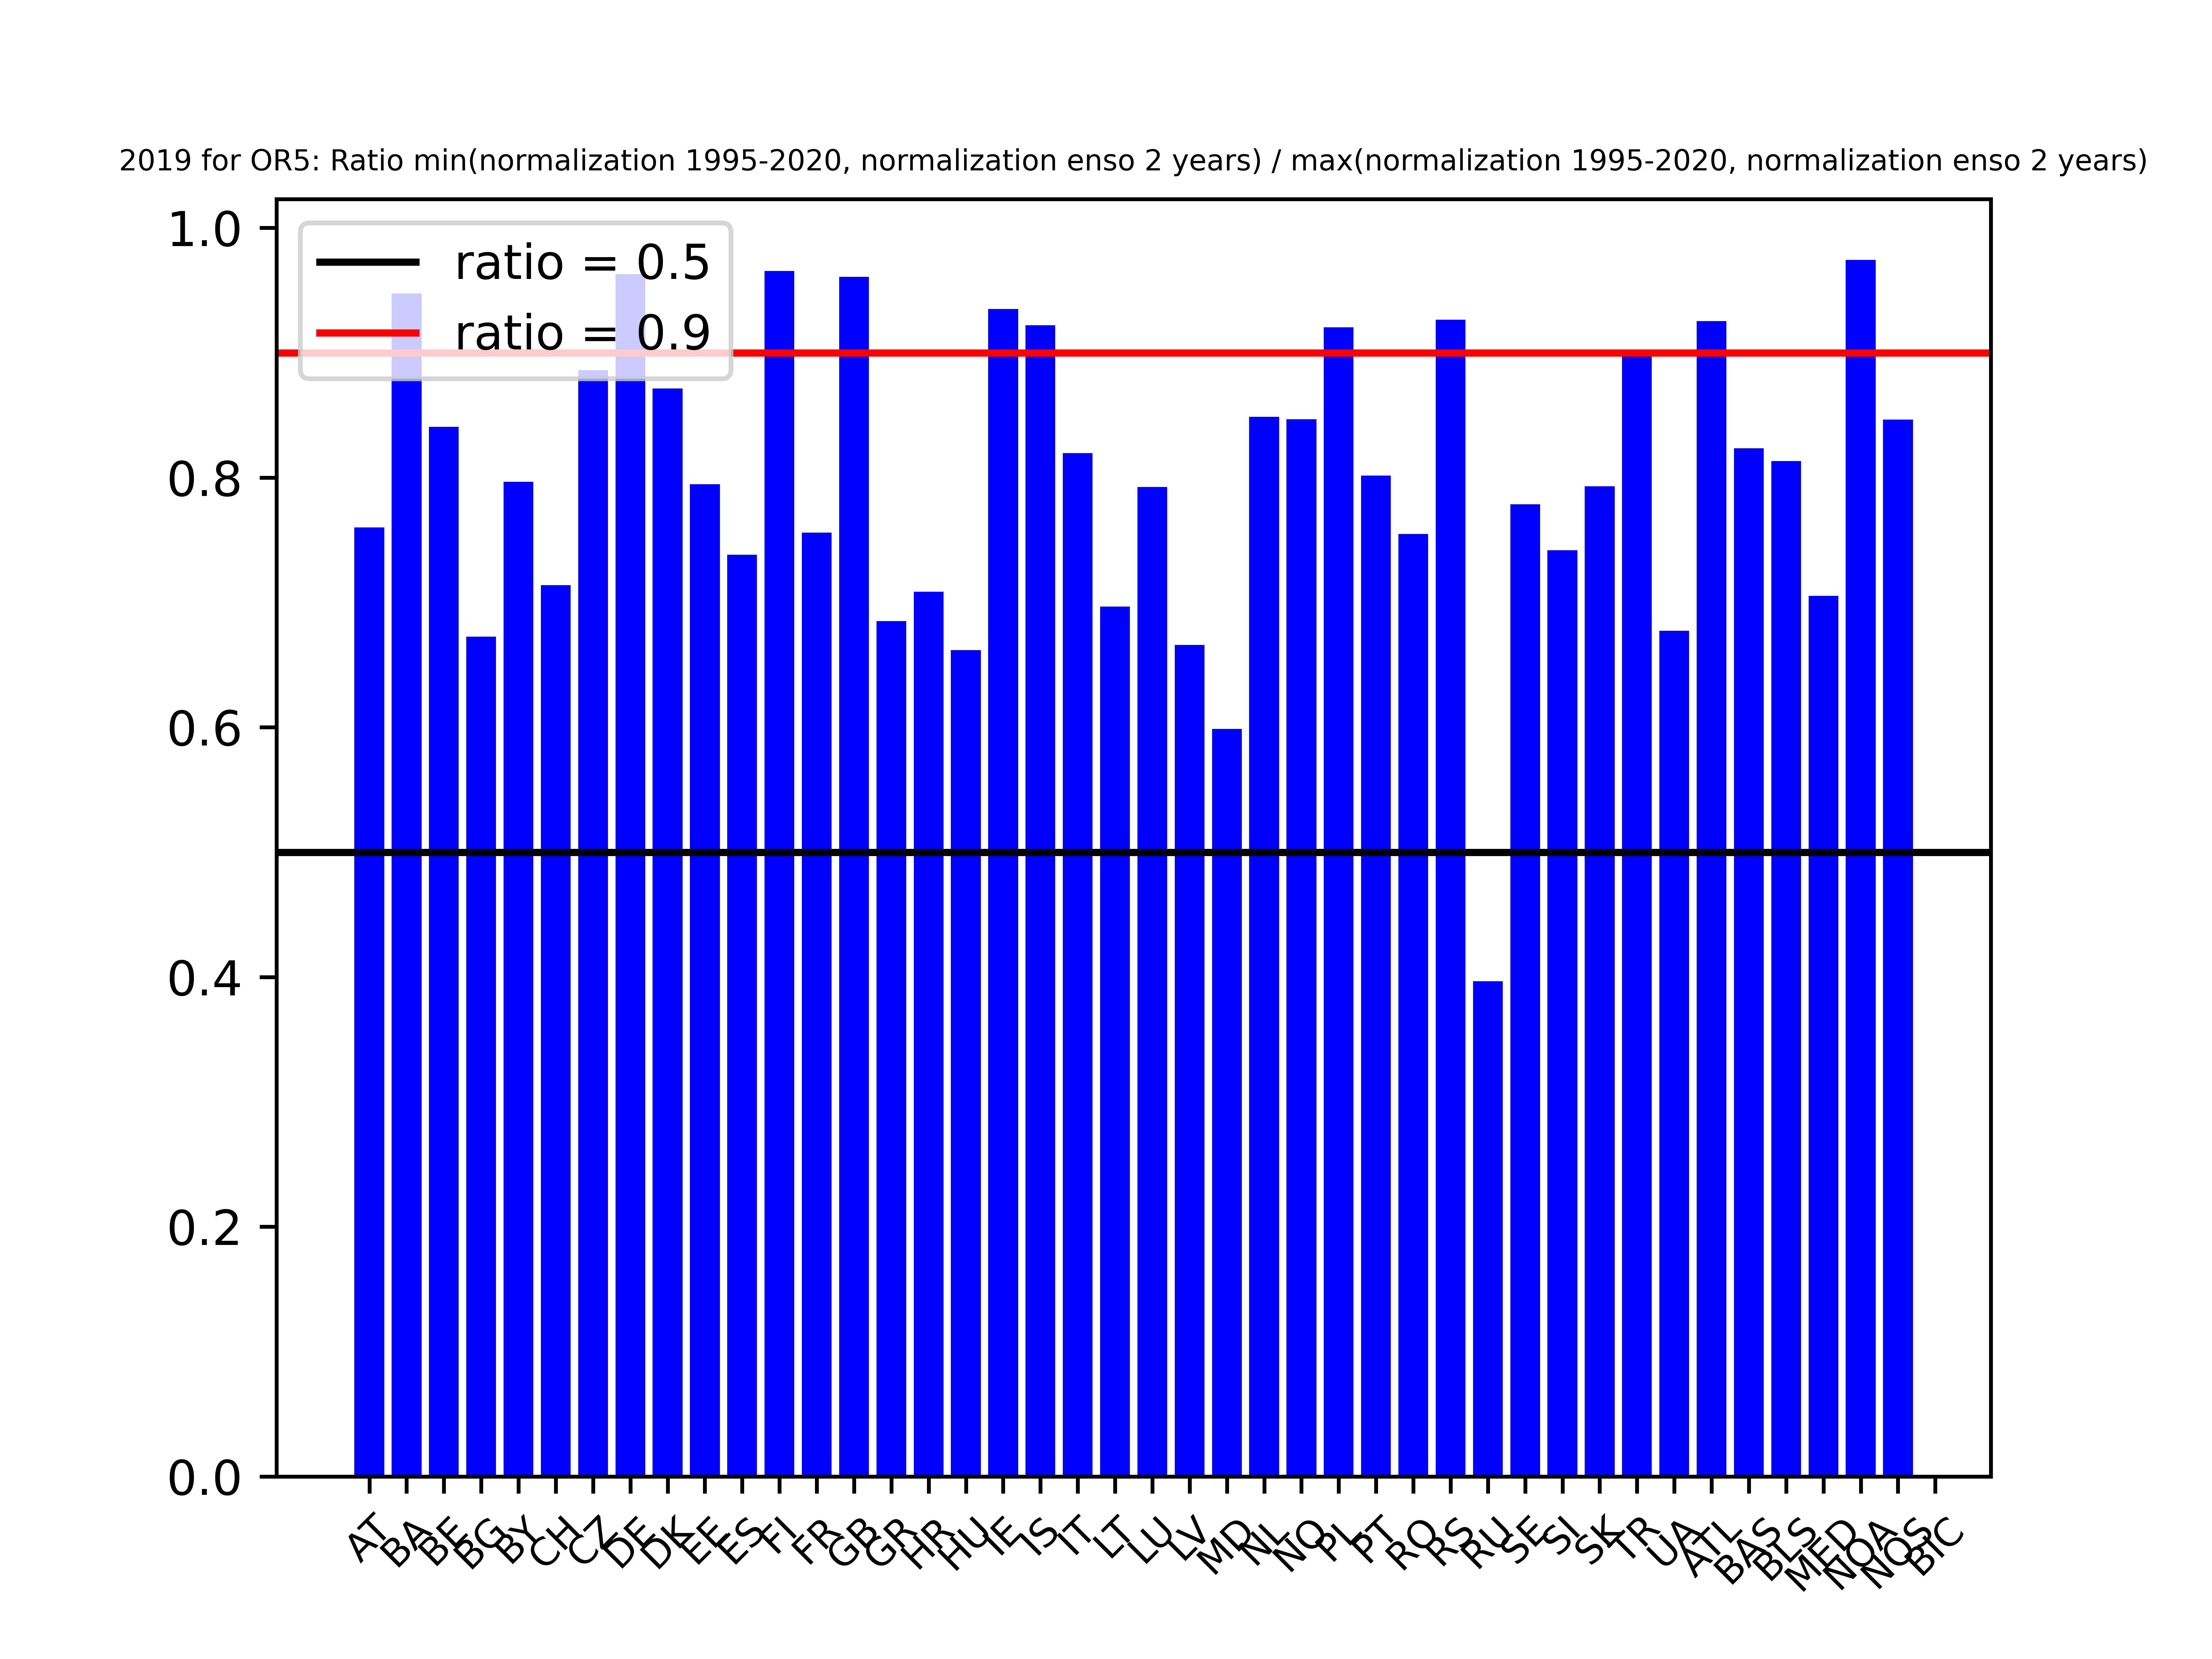 2019 for OR5: Ratio min(normalization 1995-2020, normalization enso 2 years) / max(normalization 1995-2020, normalization enso 2 years)
1.0
ratio = 0.5
ratio = 0.9
0.8
0.6
0.4
0.2
0.0
AT BA BE BG BY CH CZ DE DK EE ES FI FR GB GR HR HU IE IS IT LT LU LV MD NL NO PL PT RO RS RU SE SI SK TR UA ATL BAS BLS MED NOA NOS BIC